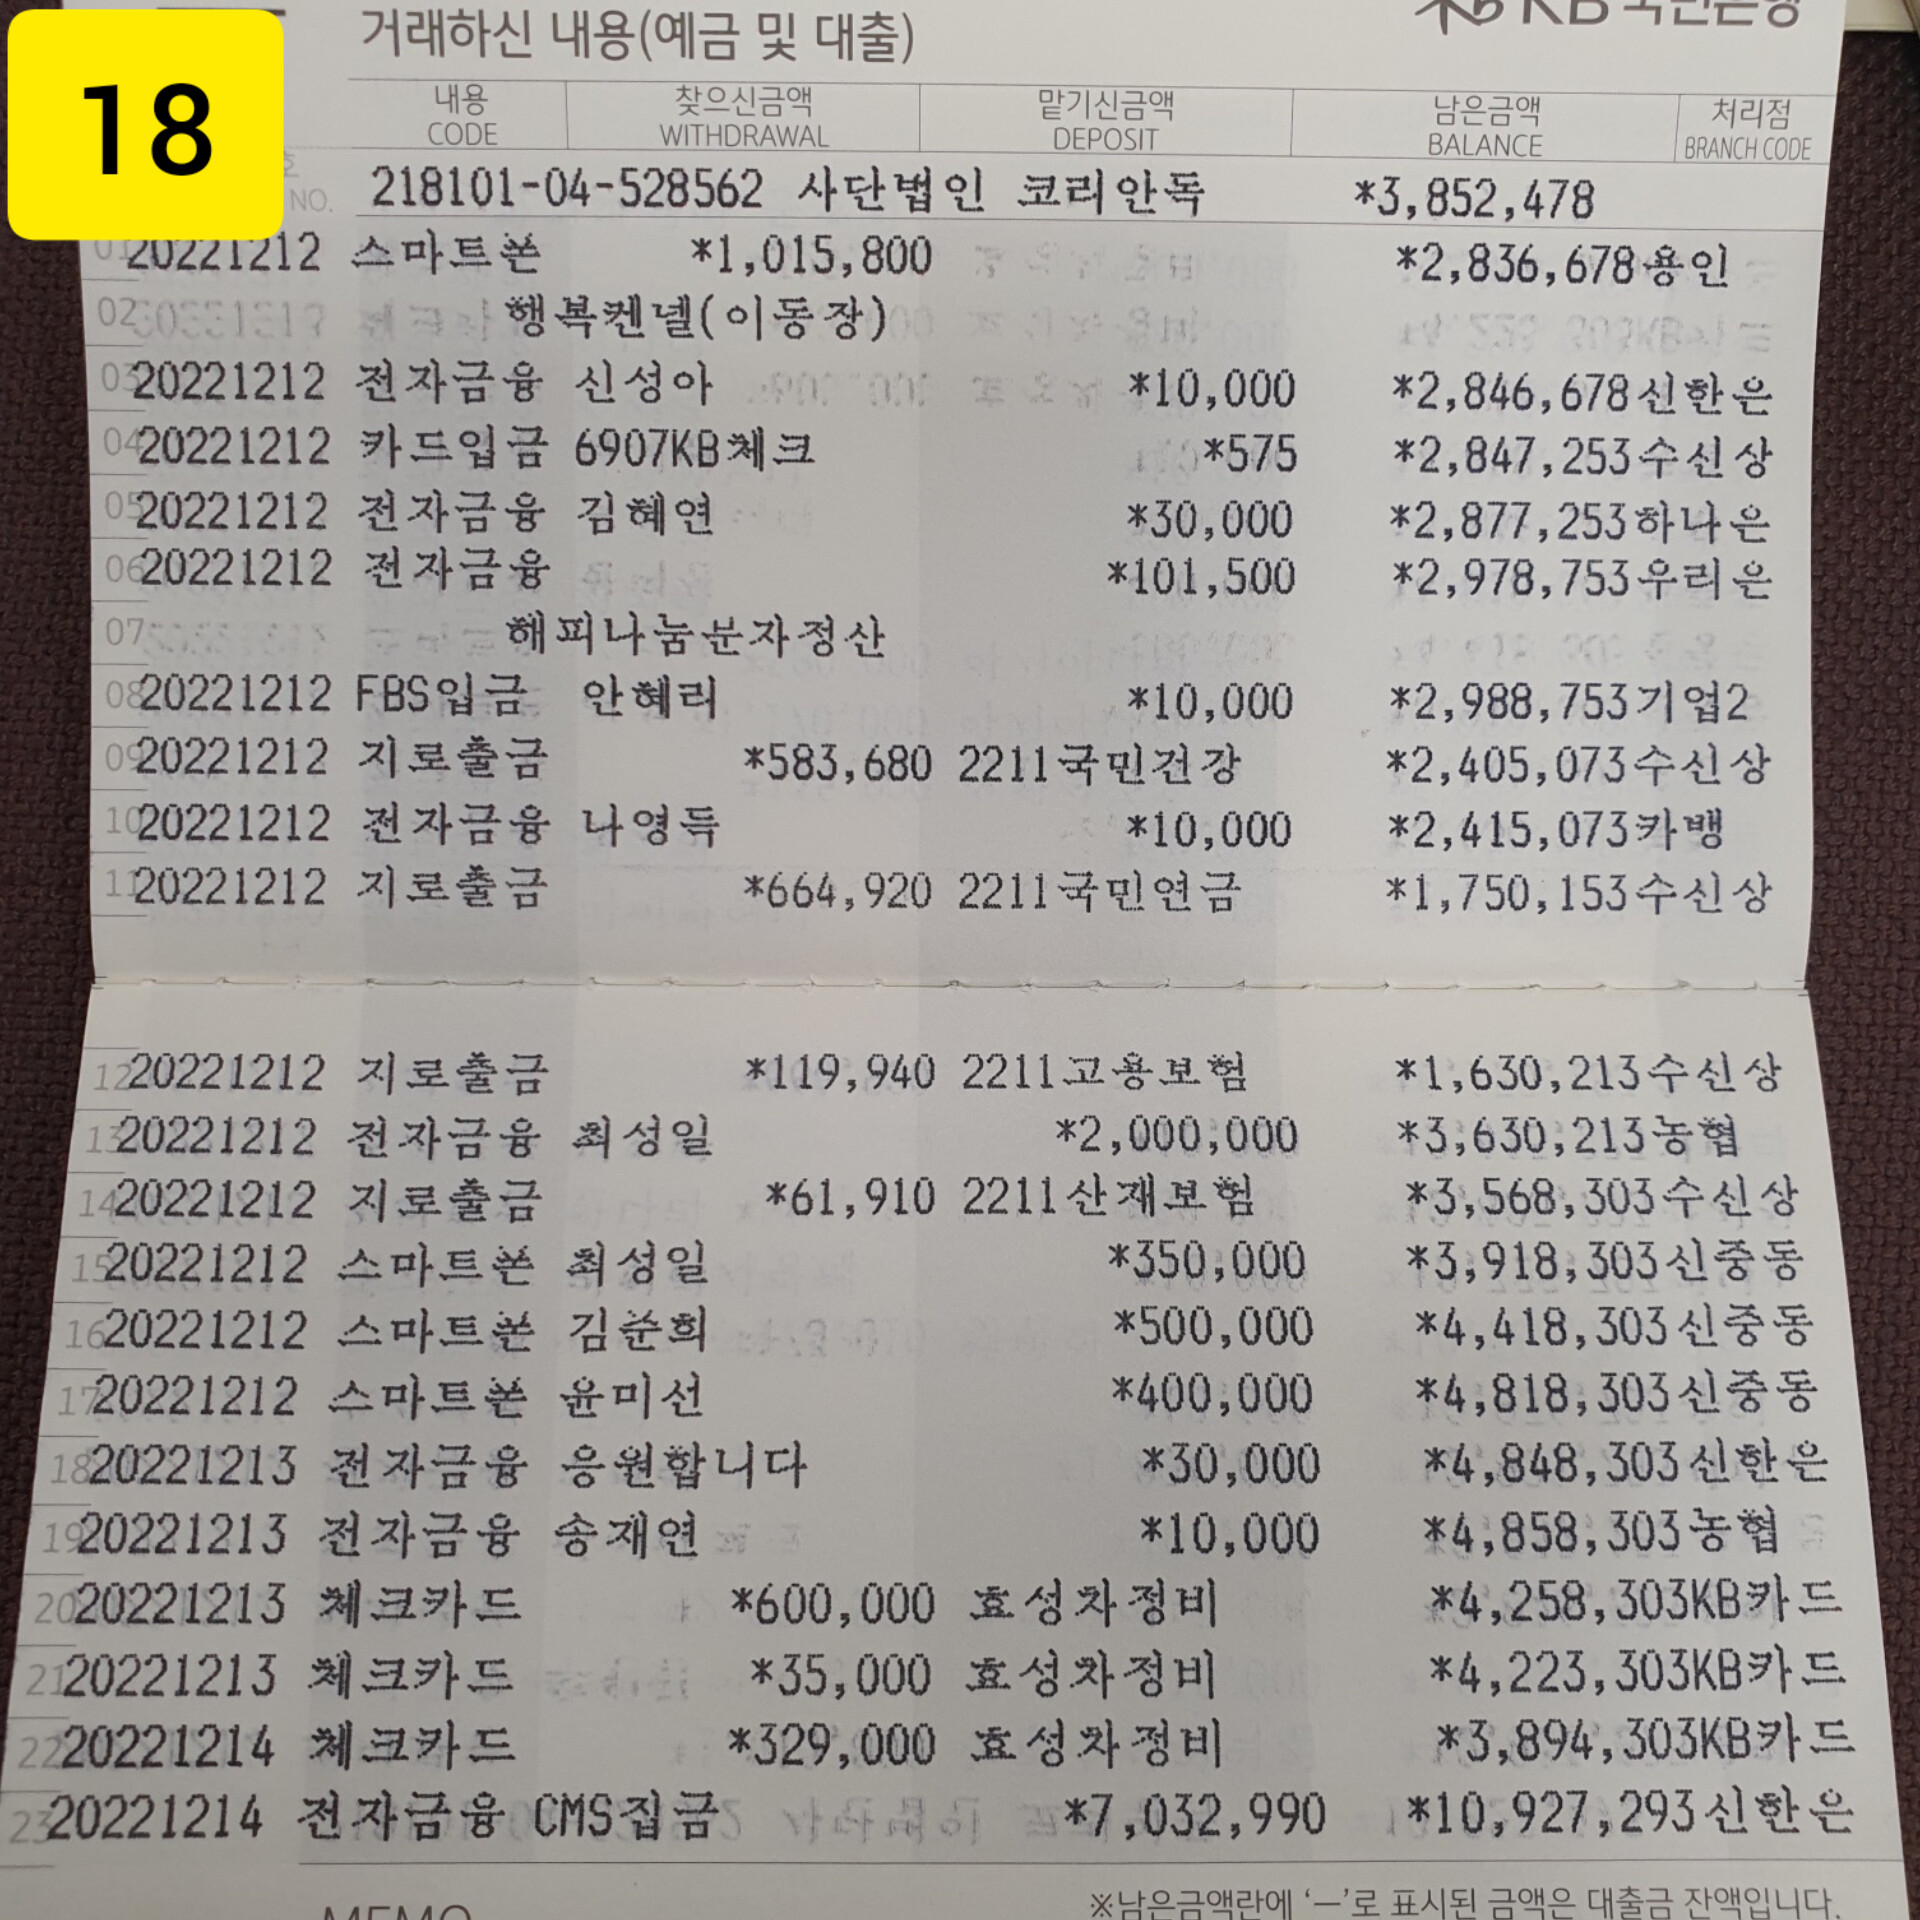 18
거래하신 내용(예금 및 대출)
KB 국민은행
내용 찾으신금액 맡기신금액 남은금액 처리점
CODE WITHDRAWAL DEPOSIT BALANCE BRANCH CODE
NO. 218101-04-528562 사단법인 코리안독 *3,852,478
01 20221212 스마트폰 *1,015,800 *2,836,678 용인
02 행복켄넬(이동장)
03 20221212 전자금융 신성아 *10,000 *2,846,678 신한은
04 20221212 카드입금 6907KB체크 *575 *2,847,253 수신상
05 20221212 전자금융 김혜연 *30,000 *2,877,253 하나은
06 20221212 전자금융 *101,500 *2,978,753 우리은
07 해피나눔분자정산
08 20221212 FBS입금 안혜리 *10,000 *2,988,753 기업2
09 20221212 지로출금 *583,680 2211국민건강 *2,405,073 수신상
10 20221212 전자금융 나영득 *10,000 *2,415,073 카뱅
11 20221212 지로출금 *664,920 2211국민연금 *1,750,153 수신상
12 20221212 지로출금 *119,940 2211고용보험 *1,630,213 수신상
13 20221212 전자금융 최성일 *2,000,000 *3,630,213 농협
14 20221212 지로출금 *61,910 2211산재보험 *3,568,303 수신상
15 20221212 스마트폰 최성일 *350,000 *3,918,303 신중동
16 20221212 스마트폰 김준희 *500,000 *4,418,303 신중동
17 20221212 스마트폰 윤미선 *400,000 *4,818,303 신중동
18 20221213 전자금융 응원합니다 *30,000 *4,848,303 신한은
19 20221213 전자금융 송재연 *10,000 *4,858,303 농협
20 20221213 체크카드 *600,000 효성차정비 *4,258,303 KB카드
21 20221213 체크카드 *35,000 효성차정비 *4,223,303 KB카드
22 20221214 체크카드 *329,000 효성차정비 *3,894,303 KB카드
23 20221214 전자금융 CMS집금 *7,032,990 *10,927,293 신한은
※남은금액란에 ‘—’로 표시된 금액은 대출금 잔액입니다.
MEMO